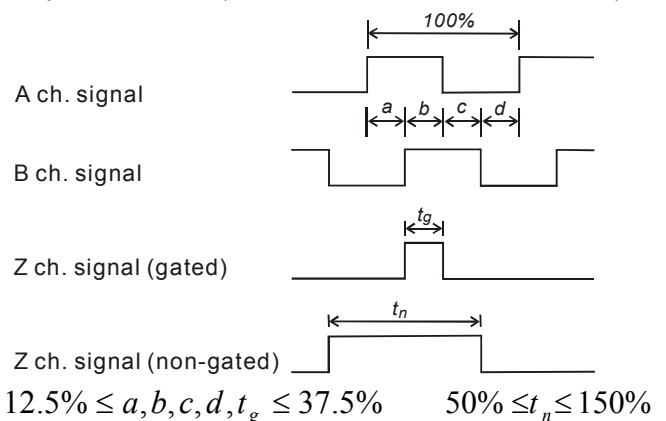 100%
A ch. signal
a b c d
B ch. signal
tg
Z ch. signal (gated)
tn
Z ch. signal (non-gated)
12.5% ≤ a,b,c,d,tg ≤ 37.5% 50% ≤tn≤ 150%